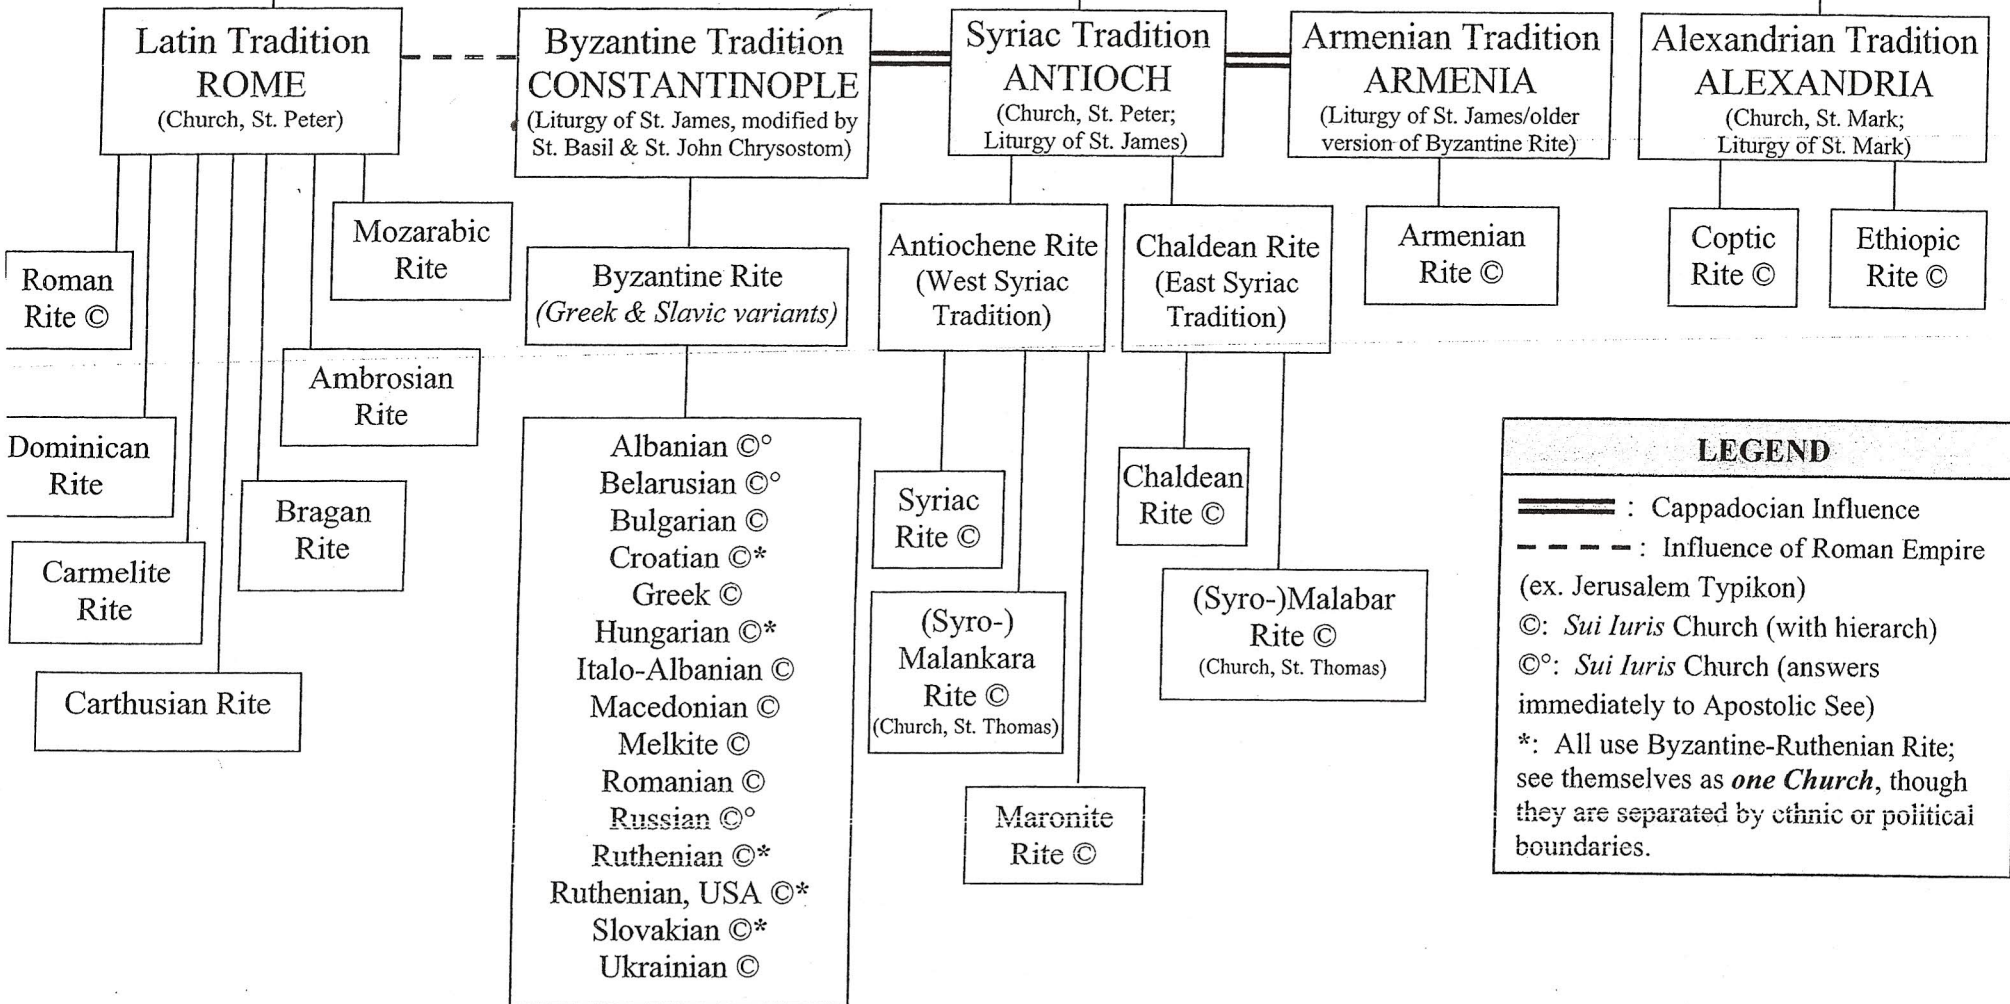 Latin Tradition
ROME
(Church, St. Peter)
Byzantine Tradition
CONSTANTINOPLE
(Liturgy of St. James, modified by
St. Basil & St. John Chrysostom)
Syriac Tradition
ANTIOCH
(Church, St. Peter;
Liturgy of St. James)
Armenian Tradition
ARMENIA
(Liturgy of St. James/older
version of Byzantine Rite)
Alexandrian Tradition
ALEXANDRIA
(Church, St. Mark;
Liturgy of St. Mark)
Roman
Rite ©
Mozarabic
Rite
Ambrosian
Rite
Dominican
Rite
Bragan
Rite
Carmelite
Rite
Carthusian Rite
Byzantine Rite
(Greek & Slavic variants)
Albanian ©°
Belarusian ©°
Bulgarian ©
Croatian ©*
Greek ©
Hungarian ©*
Italo-Albanian ©
Macedonian ©
Melkite ©
Romanian ©
Russian ©°
Ruthenian ©*
Ruthenian, USA ©*
Slovakian ©*
Ukrainian ©
Antiochene Rite
(West Syriac
Tradition)
Chaldean Rite
(East Syriac
Tradition)
Syriac
Rite ©
(Syro-)
Malankara
Rite ©
(Church, St. Thomas)
Maronite
Rite ©
Chaldean
Rite ©
(Syro-)Malabar
Rite ©
(Church, St. Thomas)
Armenian
Rite ©
Coptic
Rite ©
Ethiopic
Rite ©
LEGEND
: Cappadocian Influence
: Influence of Roman Empire
(ex. Jerusalem Typikon)
©: Sui Iuris Church (with hierarch)
©°: Sui Iuris Church (answers
immediately to Apostolic See)
*: All use Byzantine-Ruthenian Rite;
see themselves as one Church, though
they are separated by ethnic or political
boundaries.